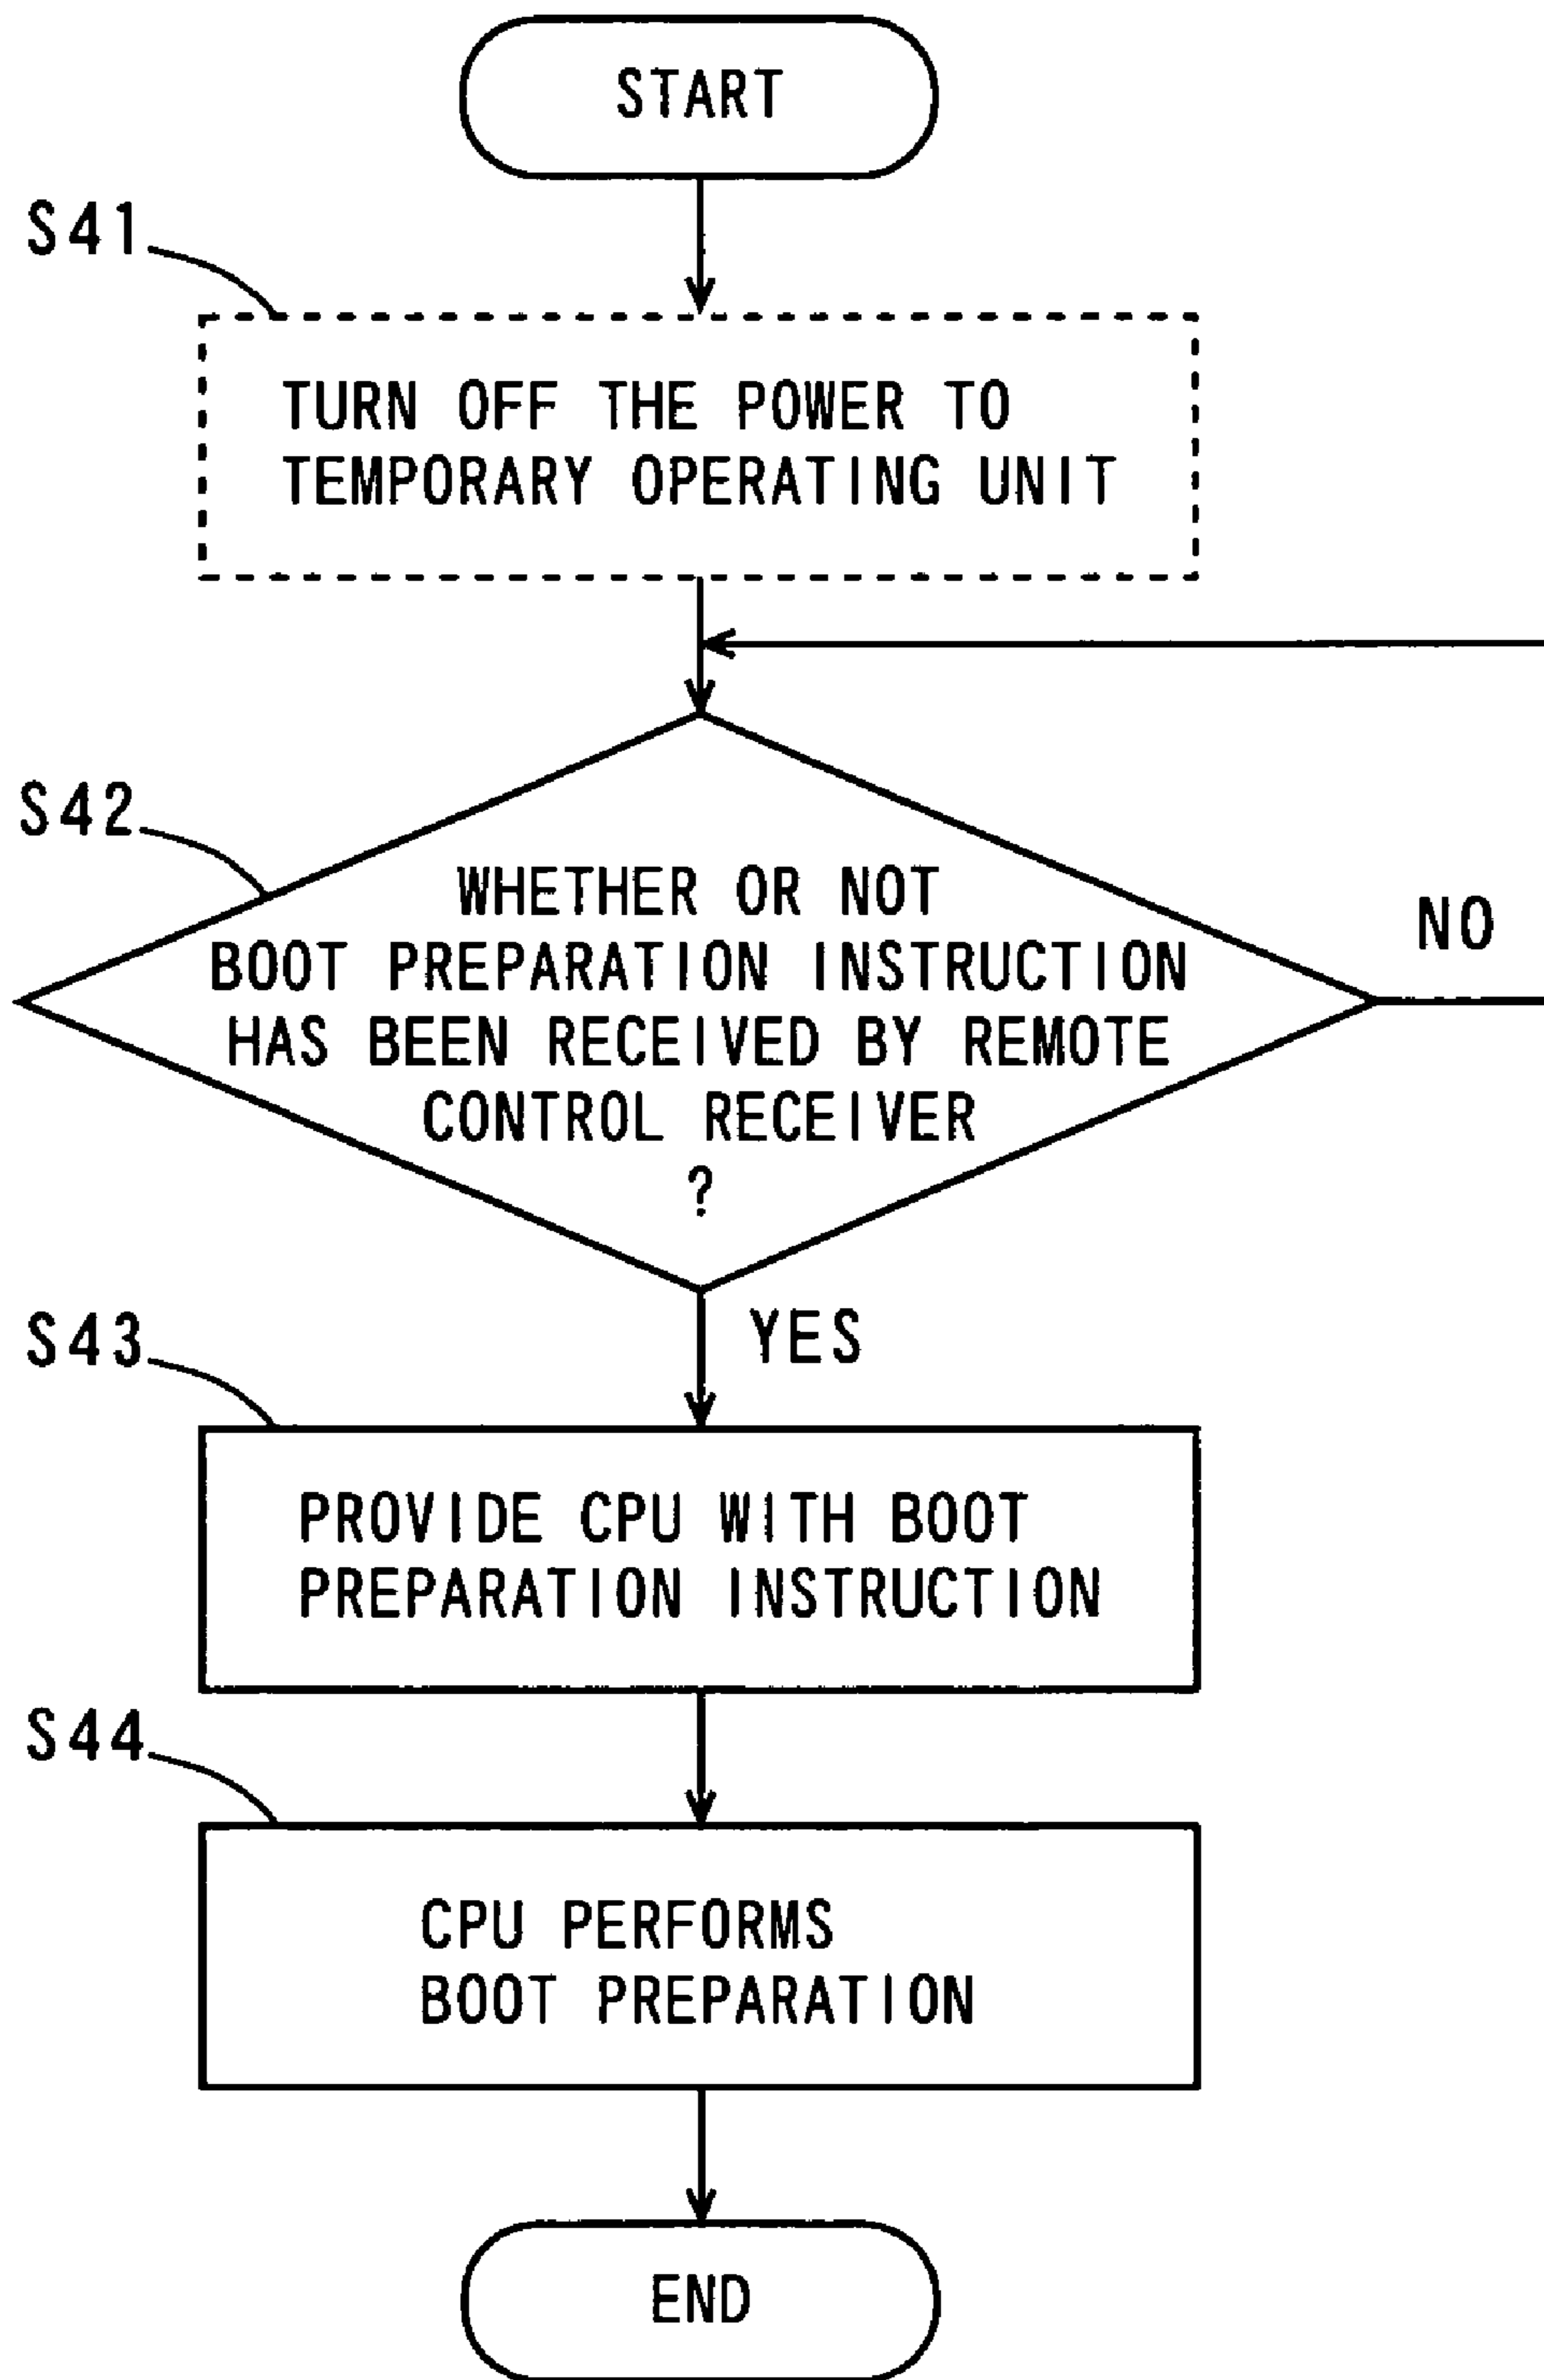 START
S41
TURN OFF THE POWER TO
TEMPORARY OPERATING UNIT
S42
WHETHER OR NOT
BOOT PREPARATION INSTRUCTION
HAS BEEN RECEIVED BY REMOTE
CONTROL RECEIVER
?
NO
YES
S43
PROVIDE CPU WITH BOOT
PREPARATION INSTRUCTION
S44
CPU PERFORMS
BOOT PREPARATION
END